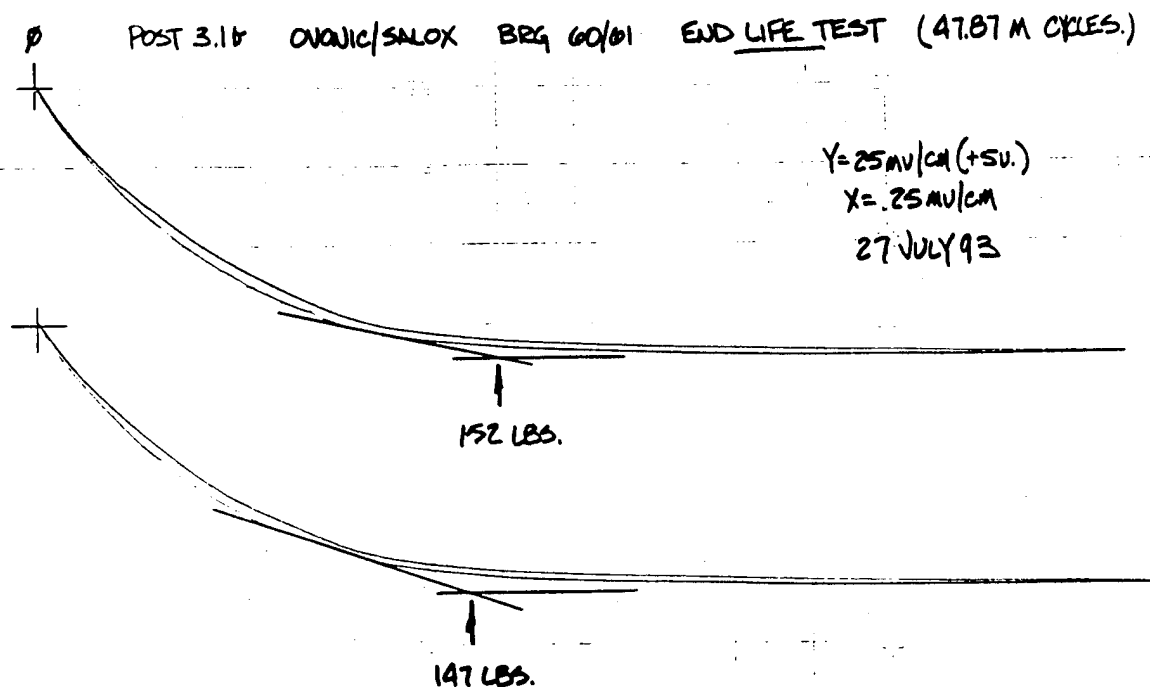 Ø POST 3.1b OVONIC/SALOX BRG 60/61 END LIFE TEST (47.87 M CYCLES.)
Y=25MV/CM (+5V.)
X=.25MV/CM
27 JULY 93
152 LBS.
147 LBS.